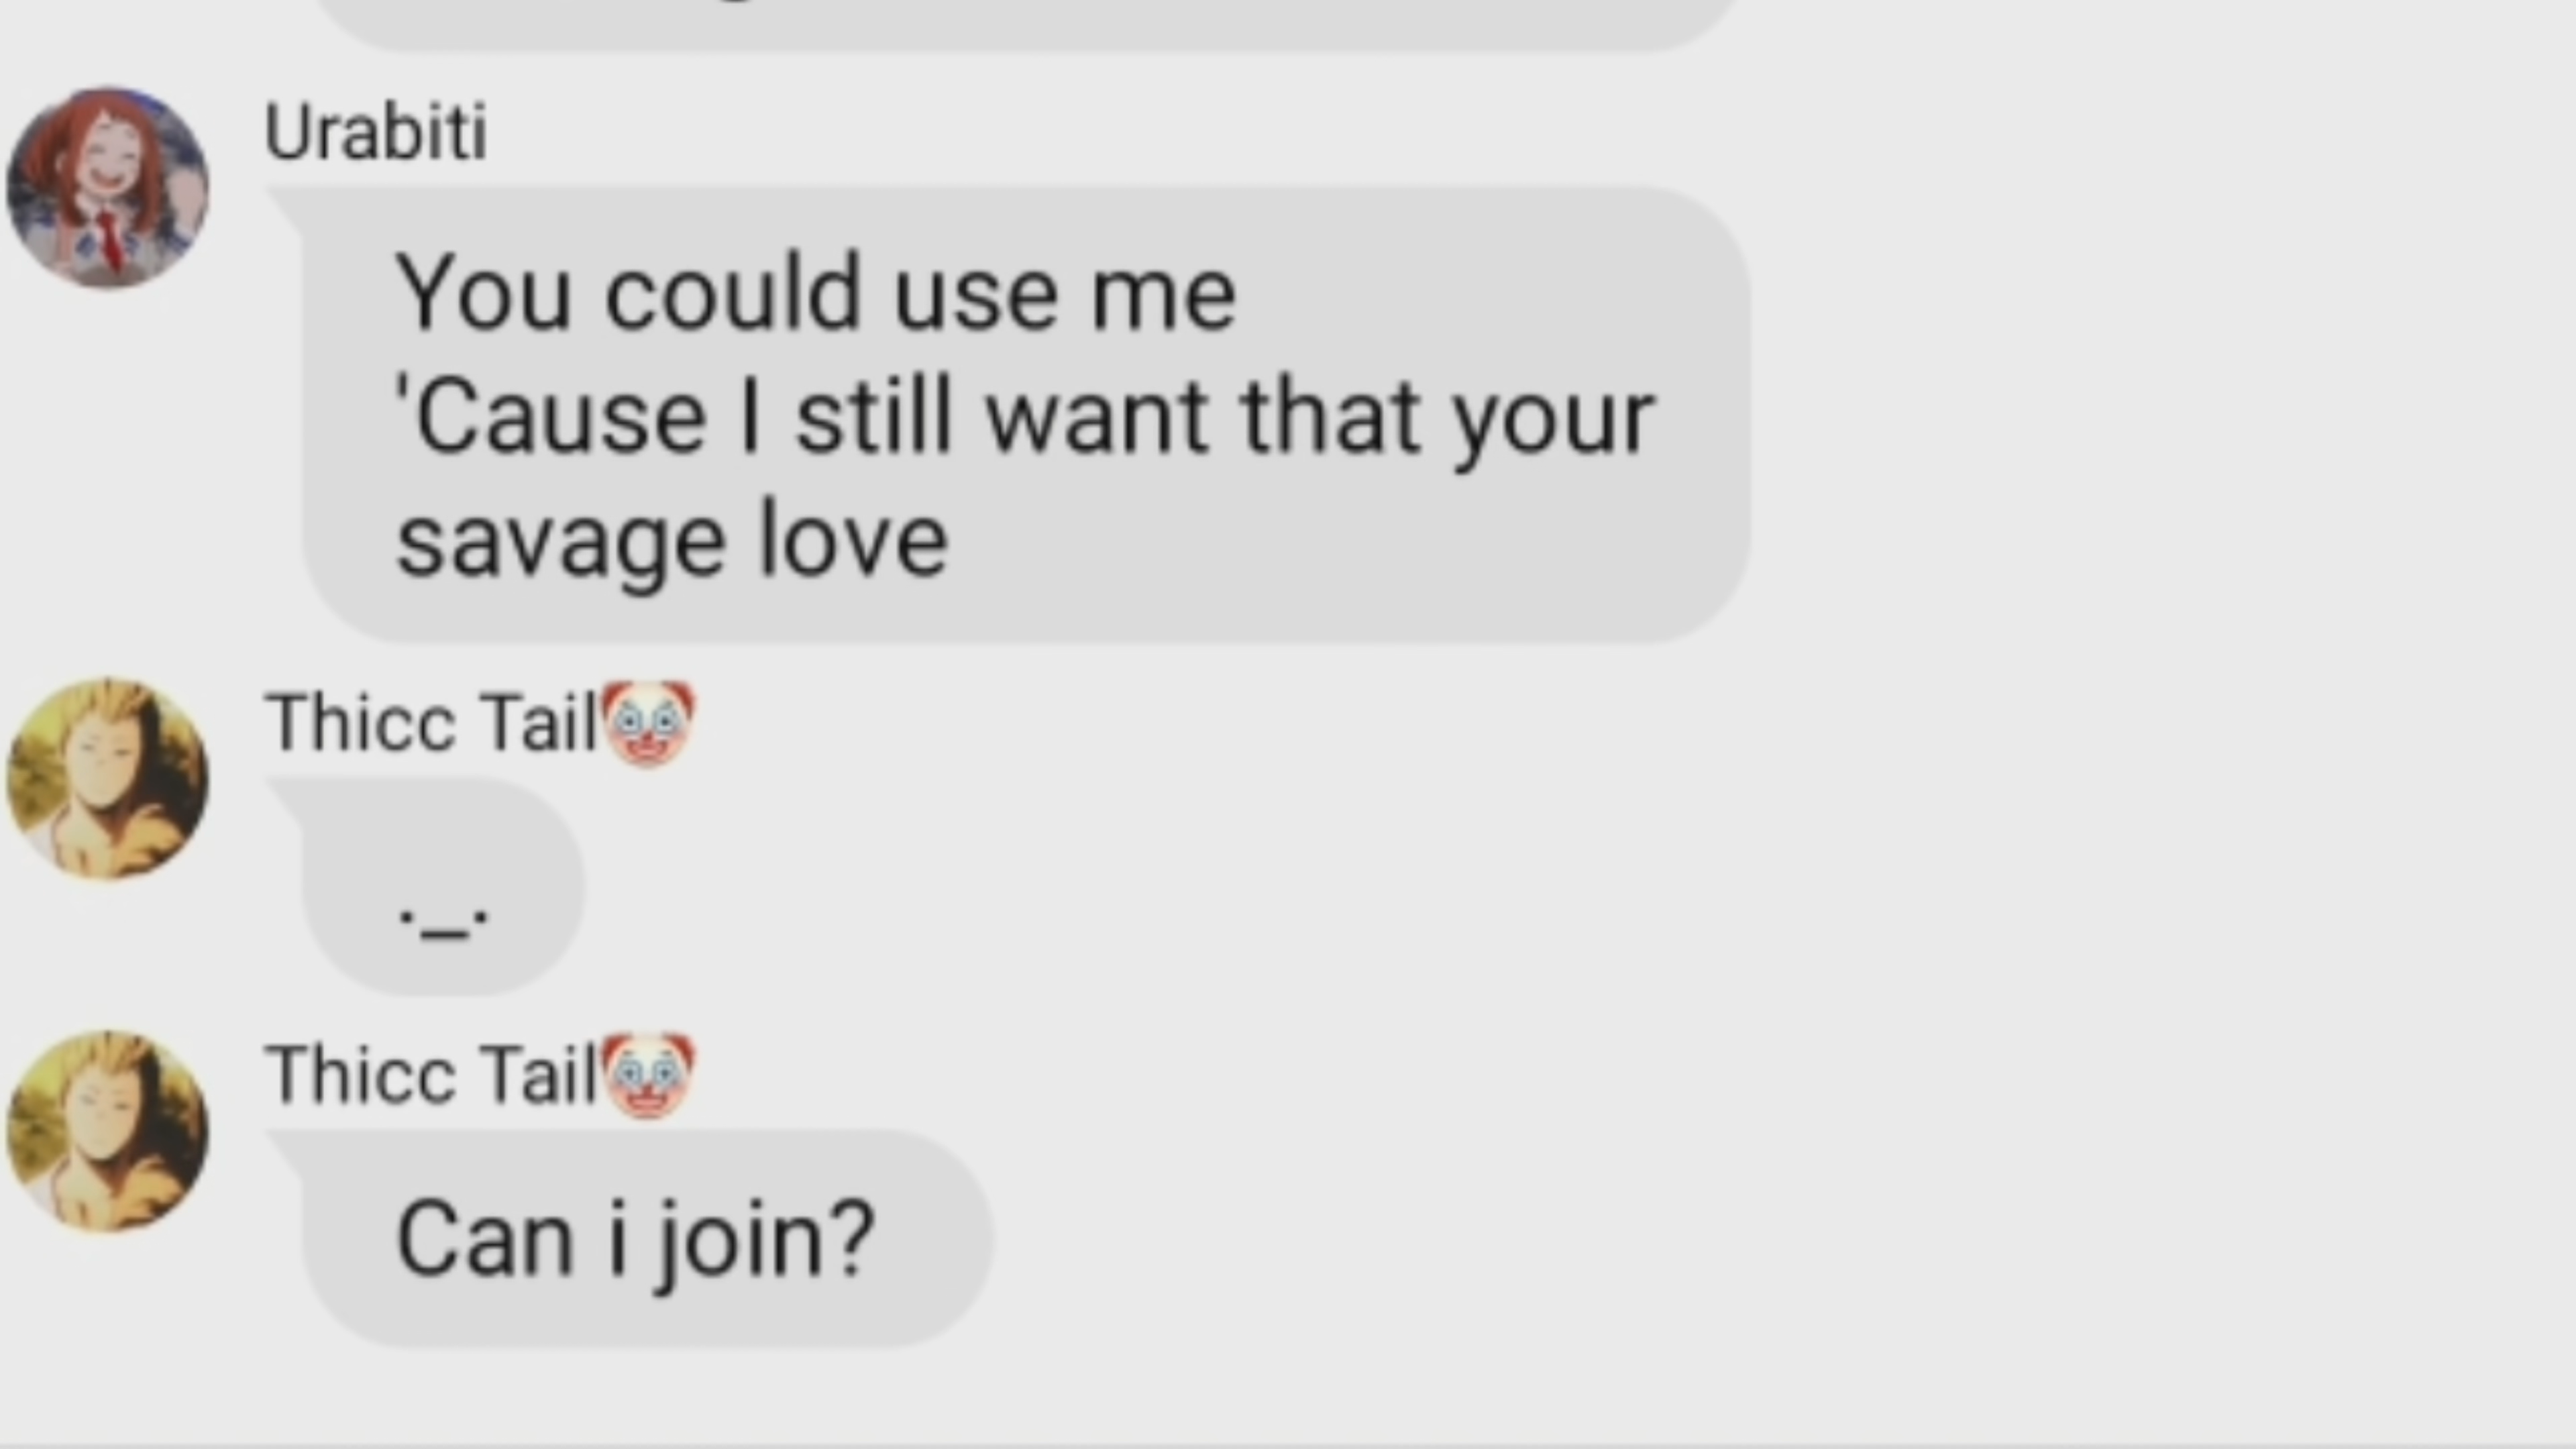 Urabiti
You could use me
'Cause I still want that your
savage love
Thicc Tail🤡
._.
Thicc Tail🤡
Can i join?